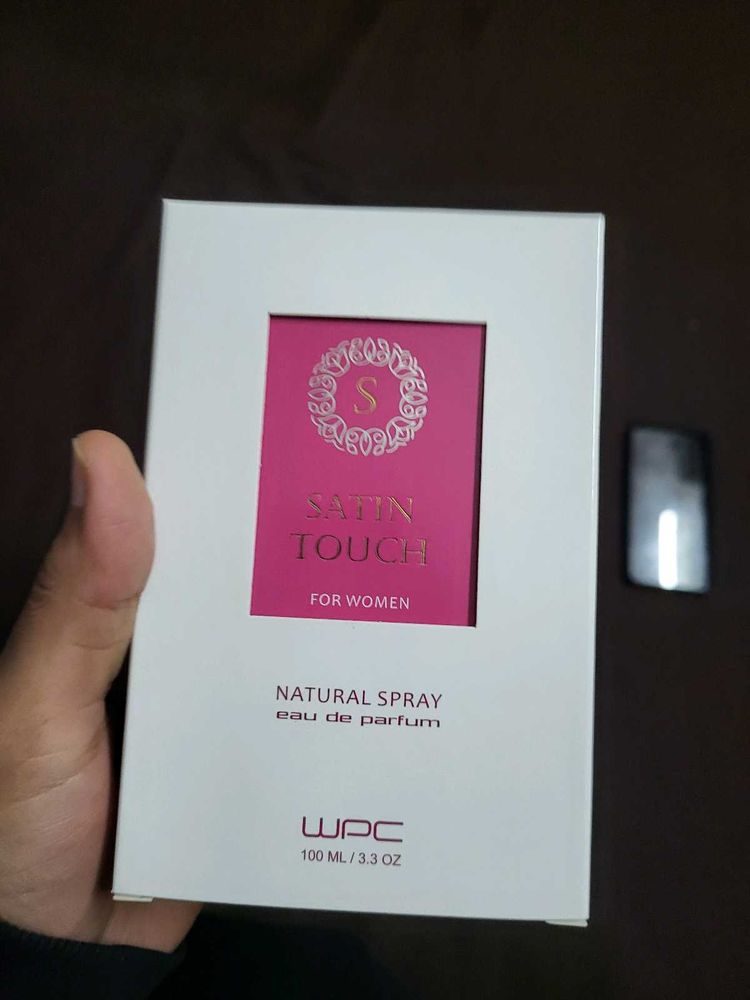 S
SATIN
TOUCH
FOR WOMEN
NATURAL SPRAY
eau de parfum
WPC
100 ML / 3.3 OZ